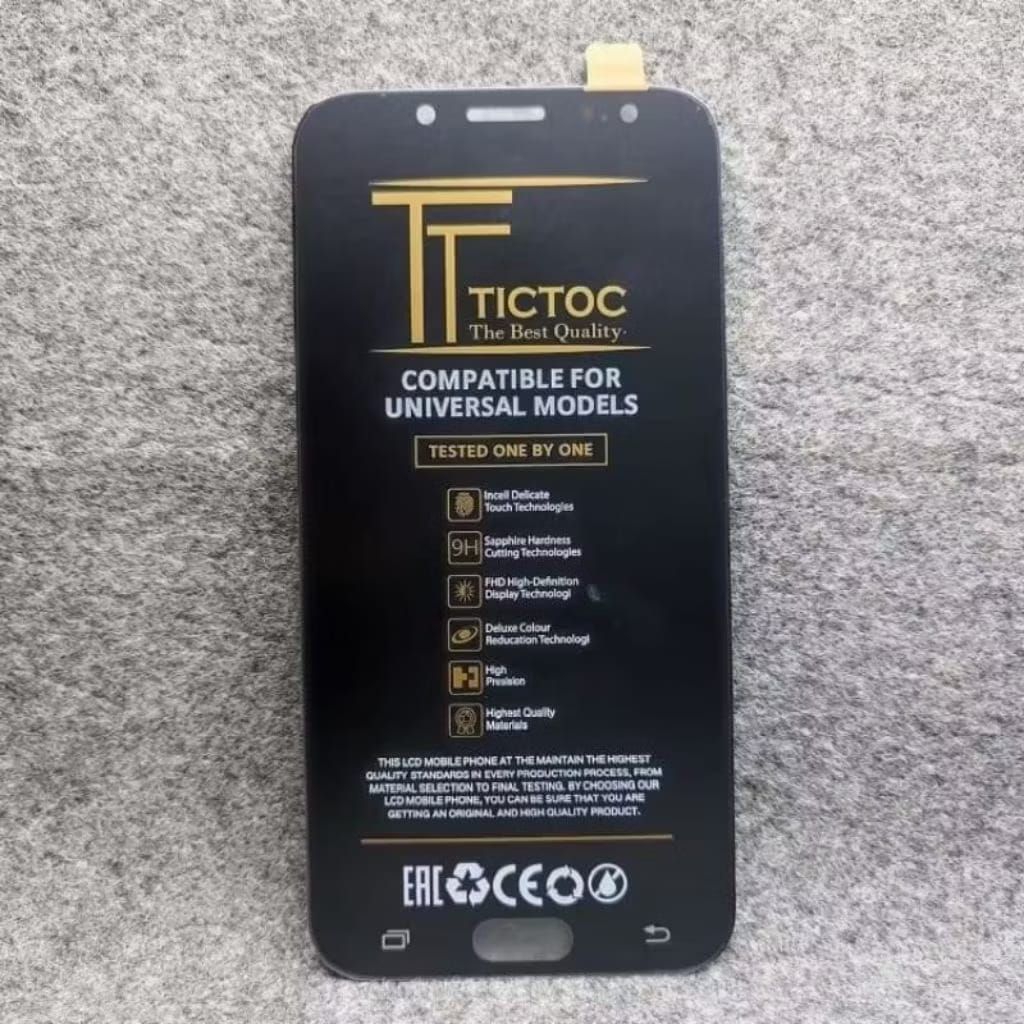 TT
TICTOC
The Best Quality
COMPATIBLE FOR
UNIVERSAL MODELS
TESTED ONE BY ONE
Incell Delicate
Touch Technologies
9H
Sapphire Hardness
Cutting Technologies
FHD High-Definition
Display Technologi
Deluxe Colour
Reducation Technologi
High
Presision
Highest Quality
Materials
THIS LCD MOBILE PHONE AT THE MAINTAIN THE HIGHEST
QUALITY STANDARDS IN EVERY PRODUCTION PROCESS, FROM
MATERIAL SELECTION TO FINAL TESTING. BY CHOOSING OUR
LCD MOBILE PHONE, YOU CAN BE SURE THAT YOU ARE
GETTING AN ORIGINAL AND HIGH QUALITY PRODUCT.
EAC CE